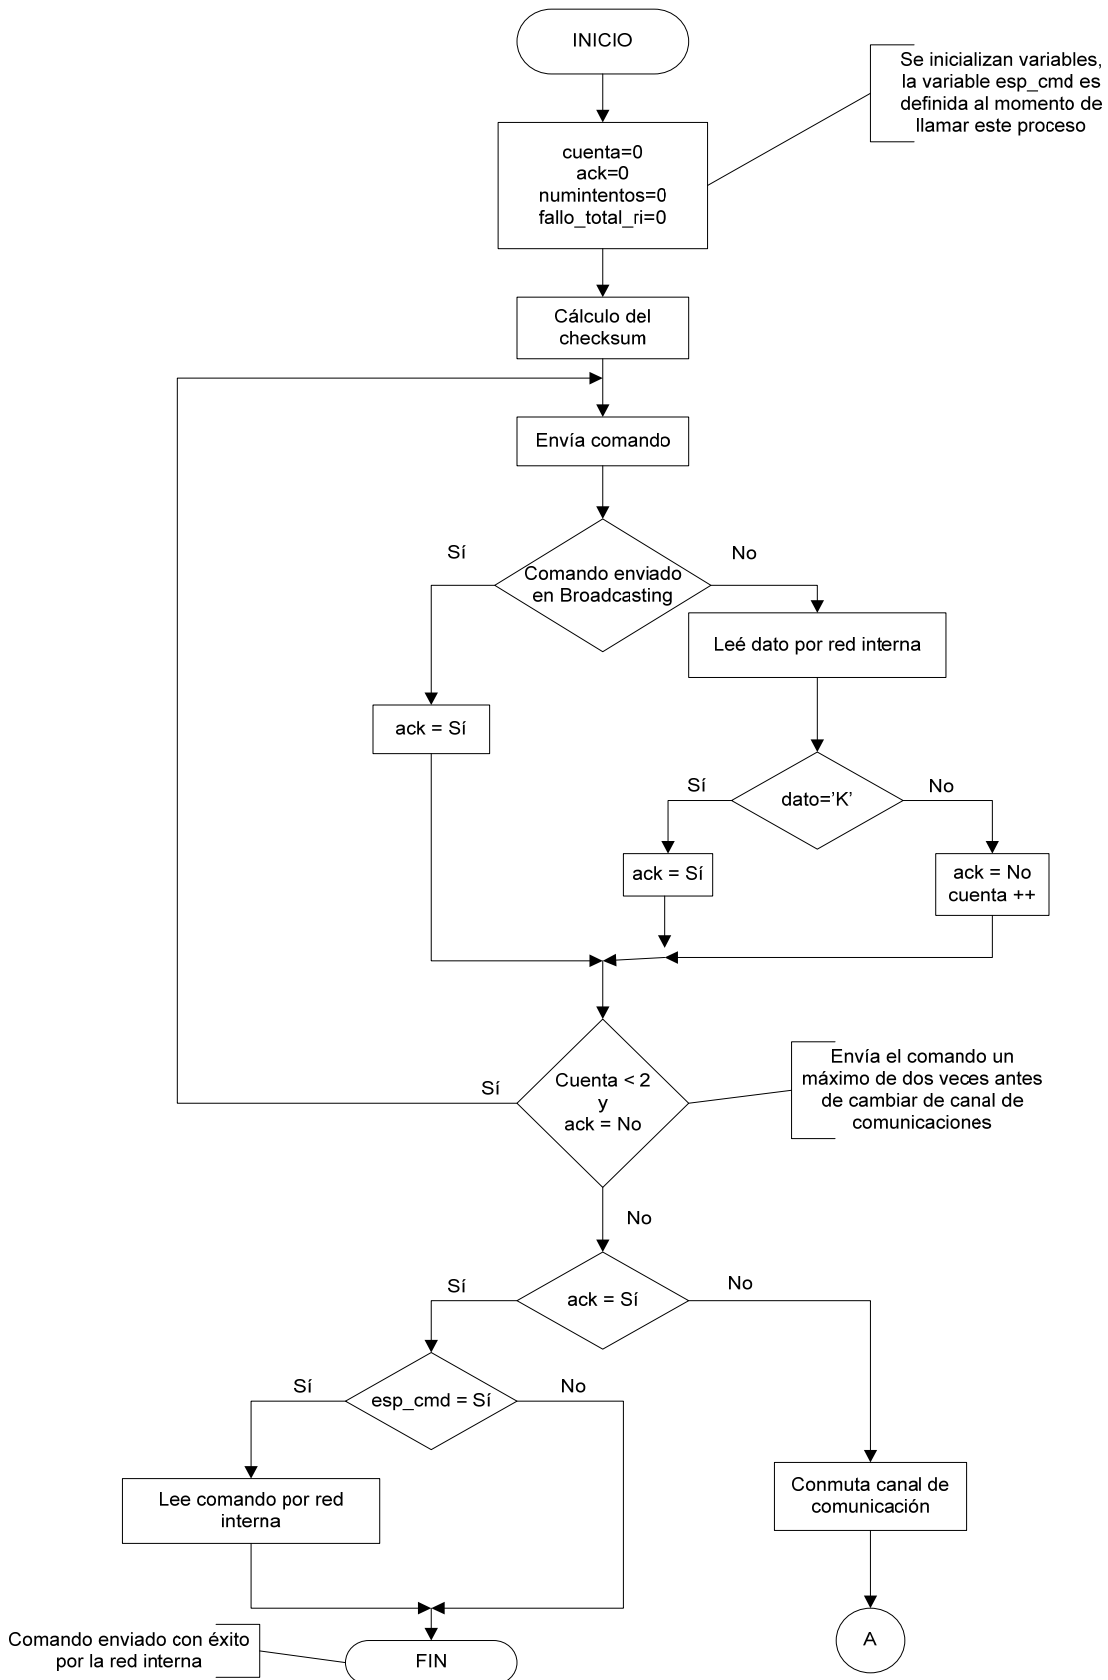 INICIO
Se inicializan variables,
la variable esp_cmd es
definida al momento de
llamar este proceso
cuenta=0
ack=0
numintentos=0
fallo_total_ri=0
Cálculo del
checksum
Envía comando
Sí
No
Comando enviado
en Broadcasting
Leé dato por red interna
ack = Sí
Sí
No
dato='K'
ack = Sí
ack = No
cuenta ++
Sí
Cuenta < 2
y
ack = No
Envía el comando un
máximo de dos veces antes
de cambiar de canal de
comunicaciones
No
Sí
No
ack = Sí
Sí
No
esp_cmd = Sí
Lee comando por red
interna
Conmuta canal de
comunicación
A
Comando enviado con éxito
por la red interna
FIN